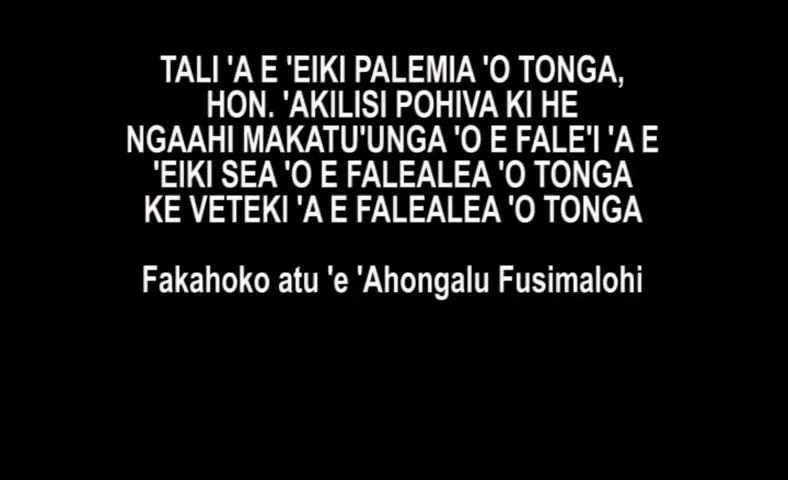 TALI 'A E 'EIKI PALEMIA 'O TONGA,
HON. 'AKILISI POHIVA KI HE
NGAAHI MAKATU'UNGA 'O E FALE'I 'A E
'EIKI SEA 'O E FALEALEA 'O TONGA
KE VETEKI 'A E FALEALEA 'O TONGA
Fakahoko atu 'e 'Ahongalu Fusimalohi